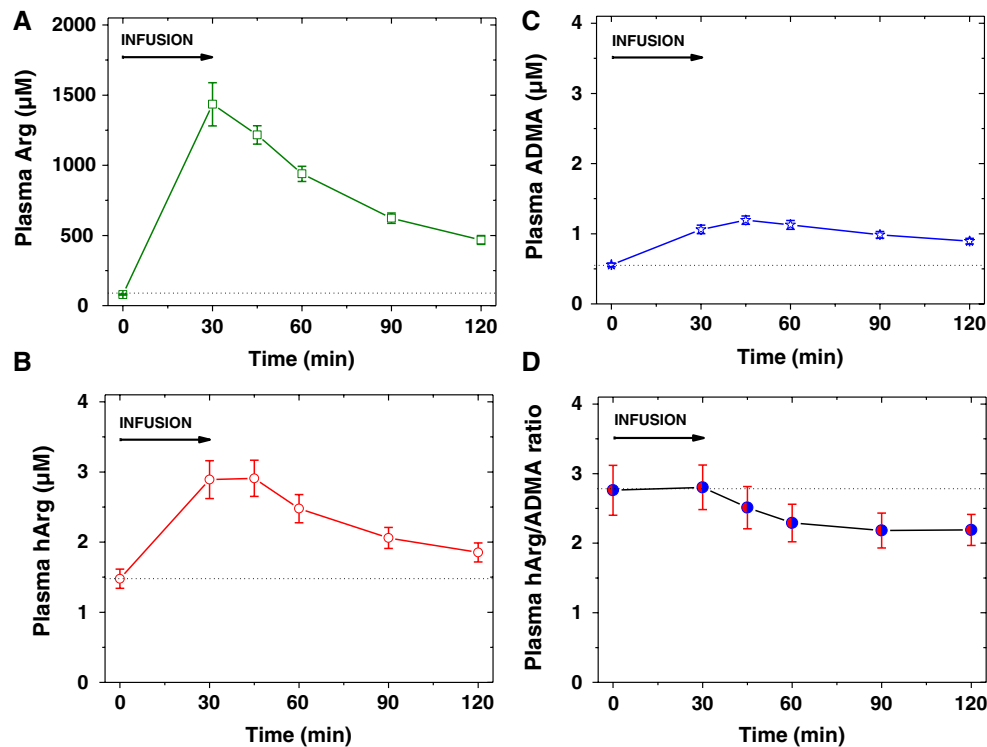 A
INFUSION
Plasma Arg (µM)
2000
1500
1000
500
0
0 30 60 90 120
Time (min)
C
INFUSION
Plasma ADMA (µM)
4
3
2
1
0
0 30 60 90 120
Time (min)
B
INFUSION
Plasma hArg (µM)
4
3
2
1
0
0 30 60 90 120
Time (min)
D
INFUSION
Plasma hArg/ADMA ratio
4
3
2
1
0
0 30 60 90 120
Time (min)